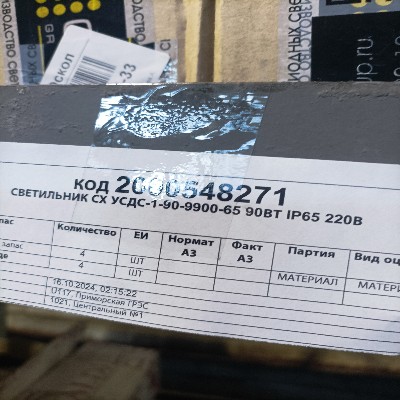 КОД 2000548271
СВЕТИЛЬНИК СХ УСДС-1-90-9900-65 90ВТ IP65 220В
Количество ЕИ Нормат АЗ Факт АЗ Партия Вид оц
запас 4 ШТ МАТЕРИАЛ МАТЕРИ
4 ШТ
16.10.2024, 02:15:22
UT17, Приморская ГРЭС
1021, Центральный №1